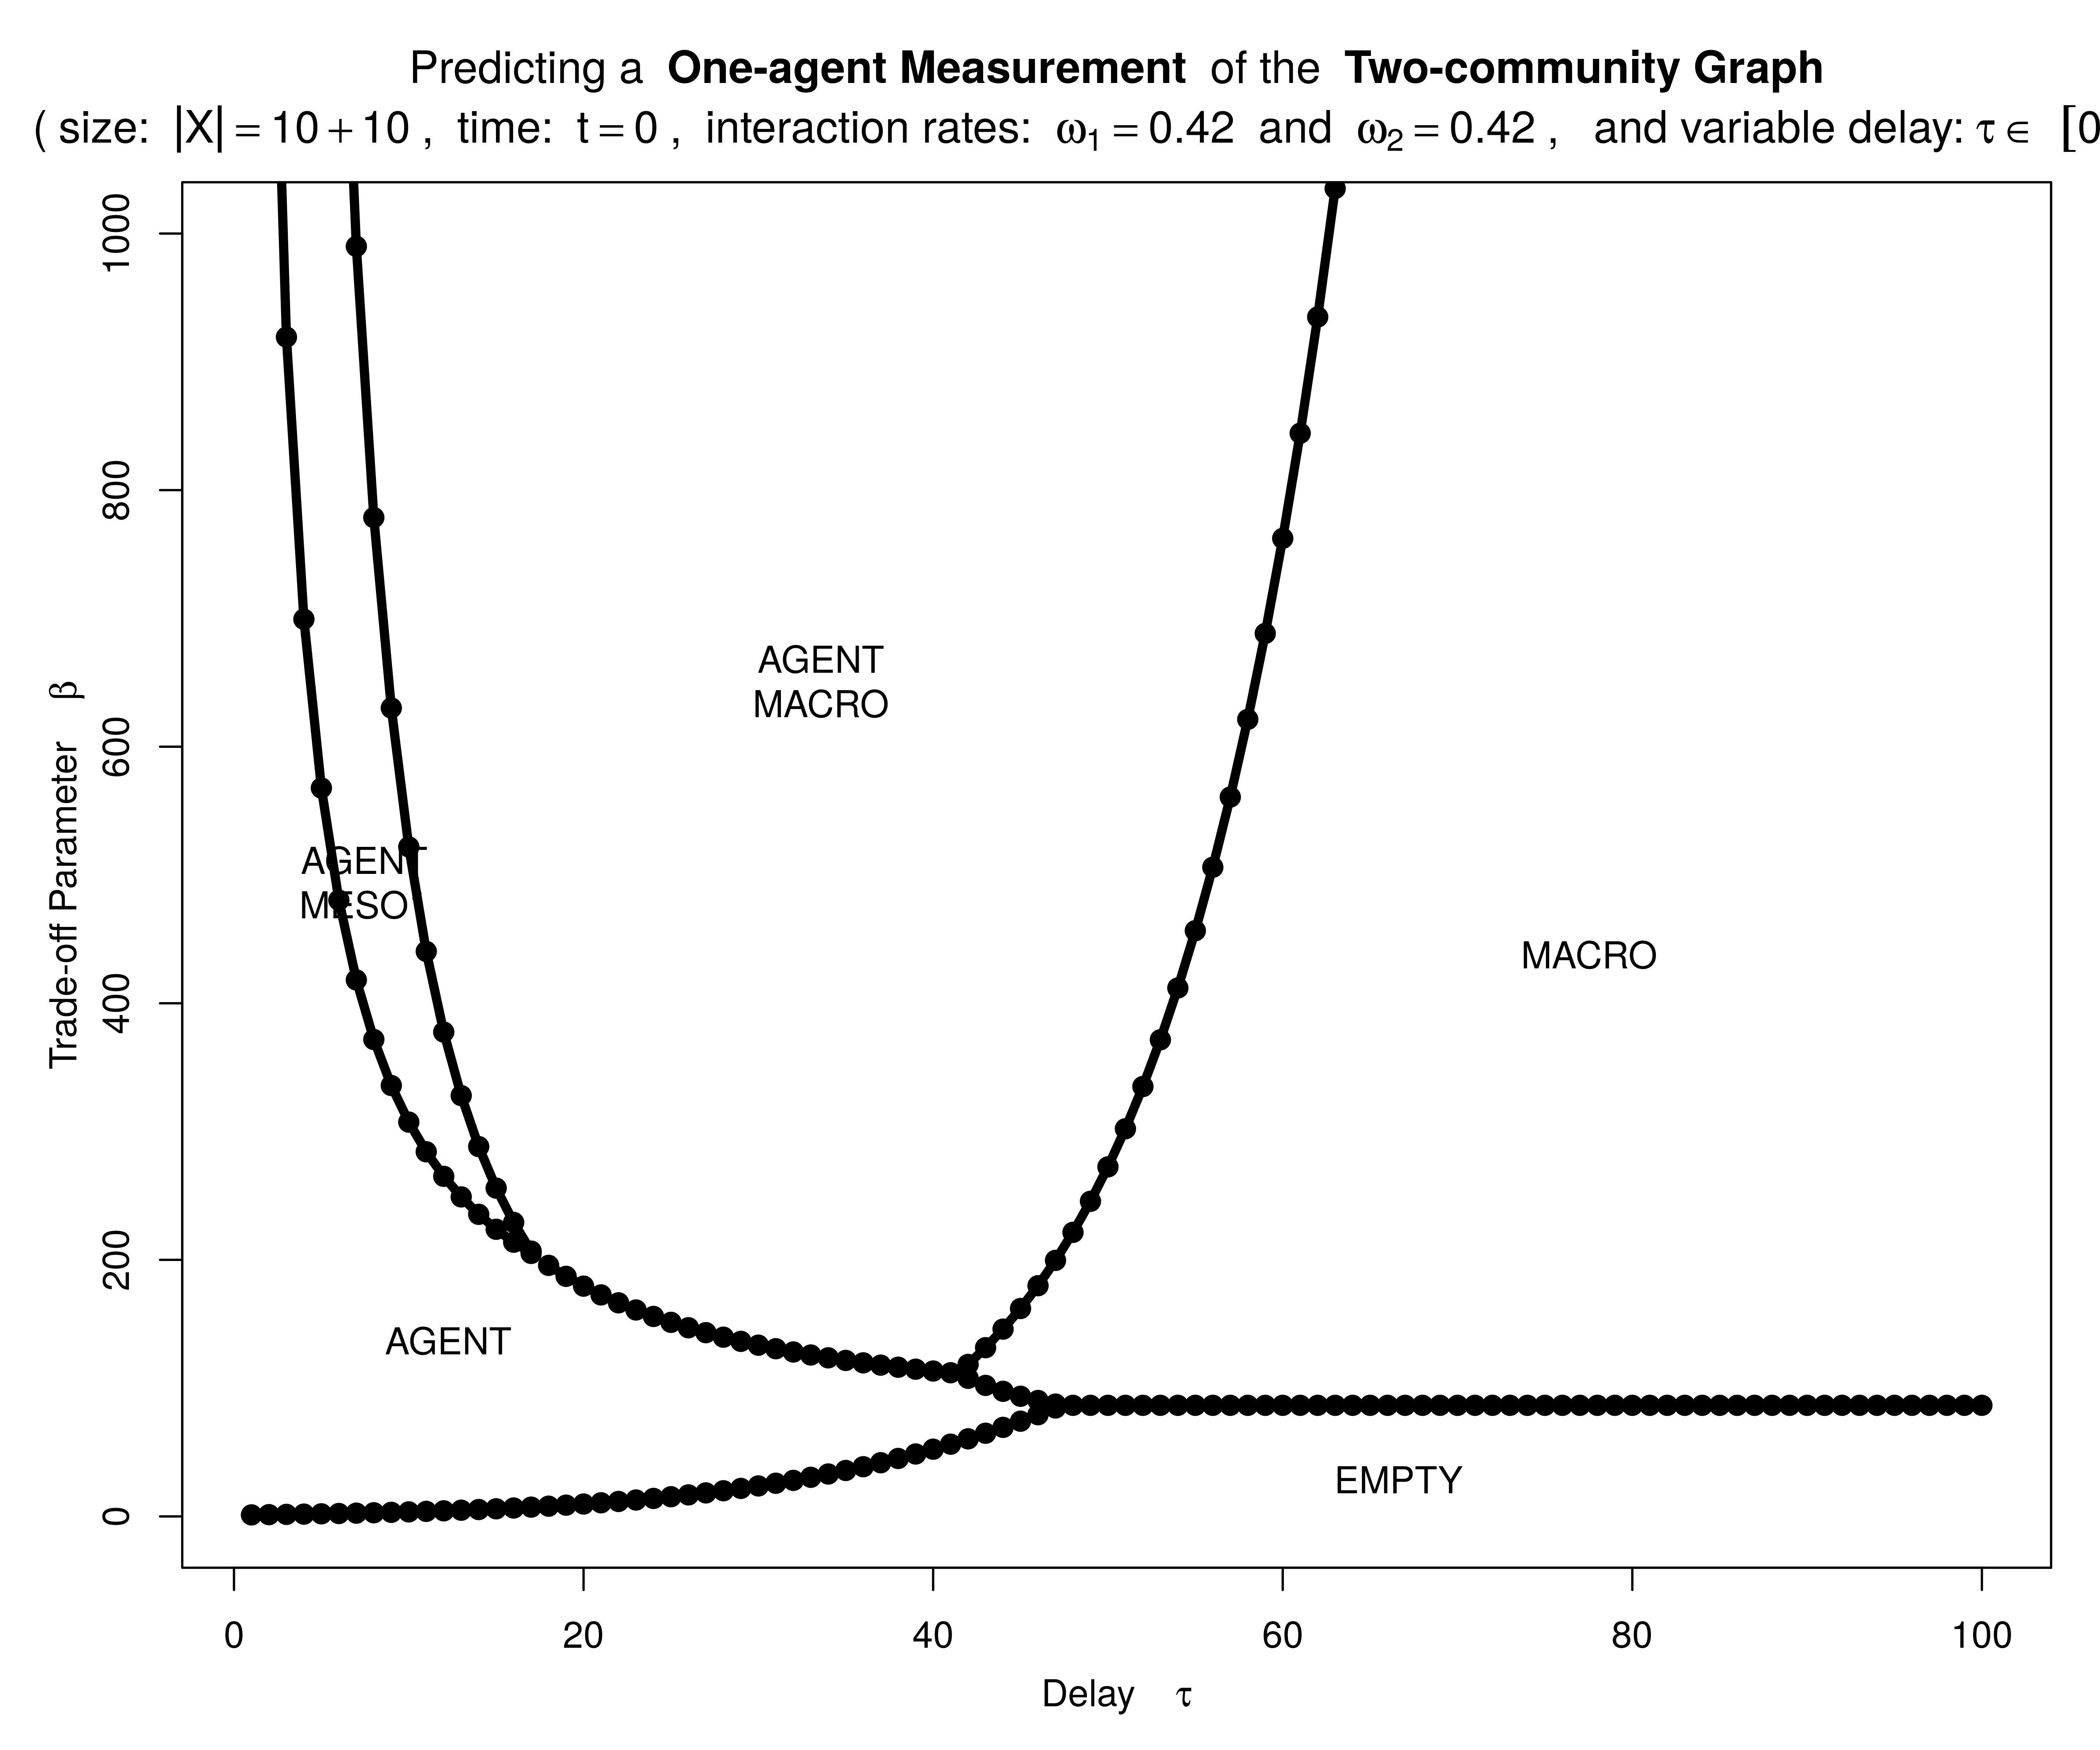 Predicting a One-agent Measurement of the Two-community Graph
( size: |X| = 10 + 10 , time: t = 0 , interaction rates: ω1 = 0.42 and ω2 = 0.42 , and variable delay: τ ∈ [0
1000
800
600
400
200
0
Trade-off Parameter β
AGENT
MACRO
AGENT
MESO
MACRO
AGENT
EMPTY
0 20 40 60 80 100
Delay τ